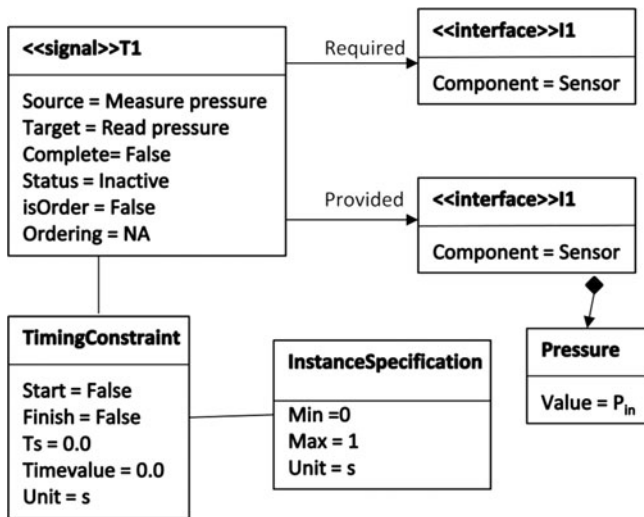 <<signal>>T1
Source = Measure pressure
Target = Read pressure
Complete= False
Status = Inactive
isOrder = False
Ordering = NA
Required
<<interface>>I1
Component = Sensor
Provided
<<interface>>I1
Component = Sensor
TimingConstraint
Start = False
Finish = False
Ts = 0.0
Timevalue = 0.0
Unit = s
InstanceSpecification
Min =0
Max = 1
Unit = s
Pressure
Value = Pin